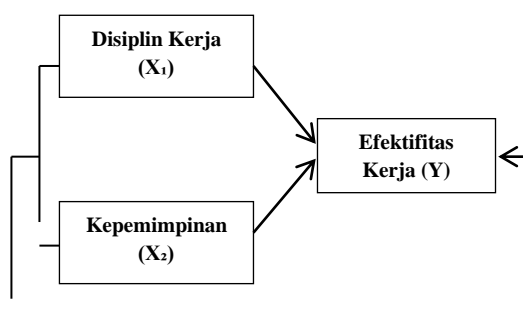 Disiplin Kerja
(X₁)
Efektifitas
Kerja (Y)
Kepemimpinan
(X₂)